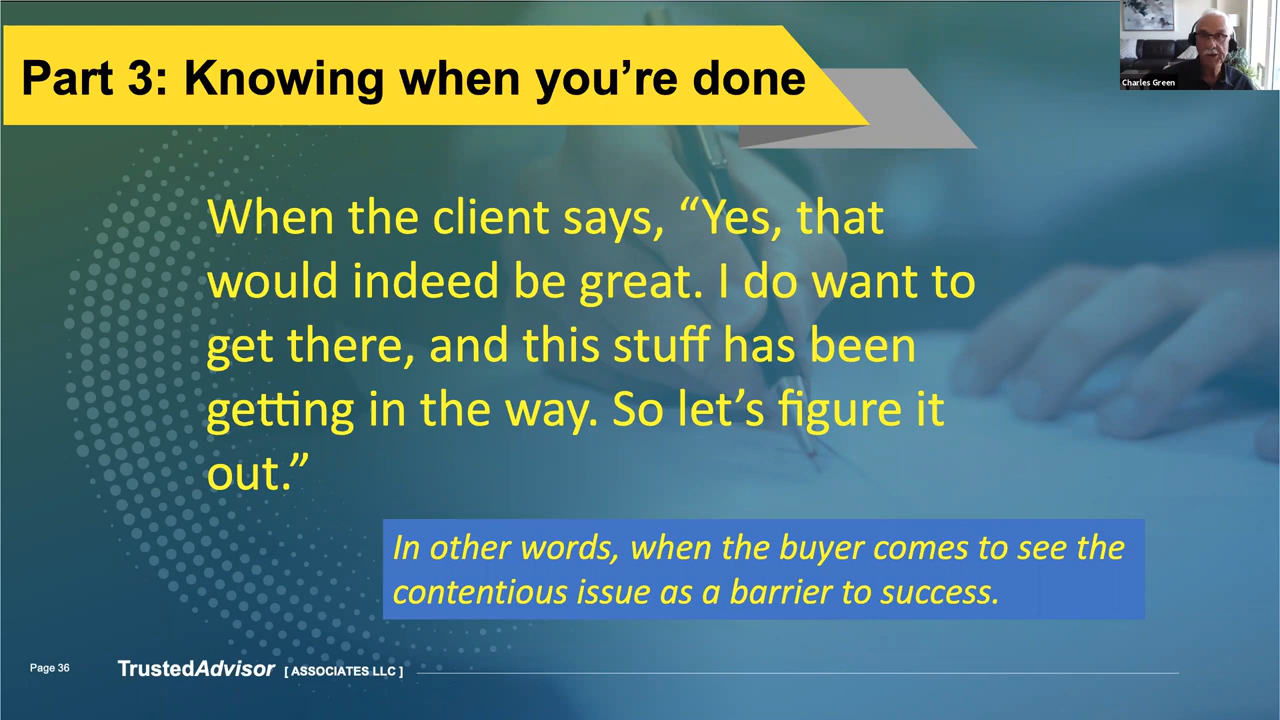 Part 3: Knowing when you’re done
Charles Green
When the client says, “Yes, that
would indeed be great. I do want to
get there, and this stuff has been
getting in the way. So let’s figure it
out.”
In other words, when the buyer comes to see the
contentious issue as a barrier to success.
Page 36
TrustedAdvisor [ ASSOCIATES LLC ]